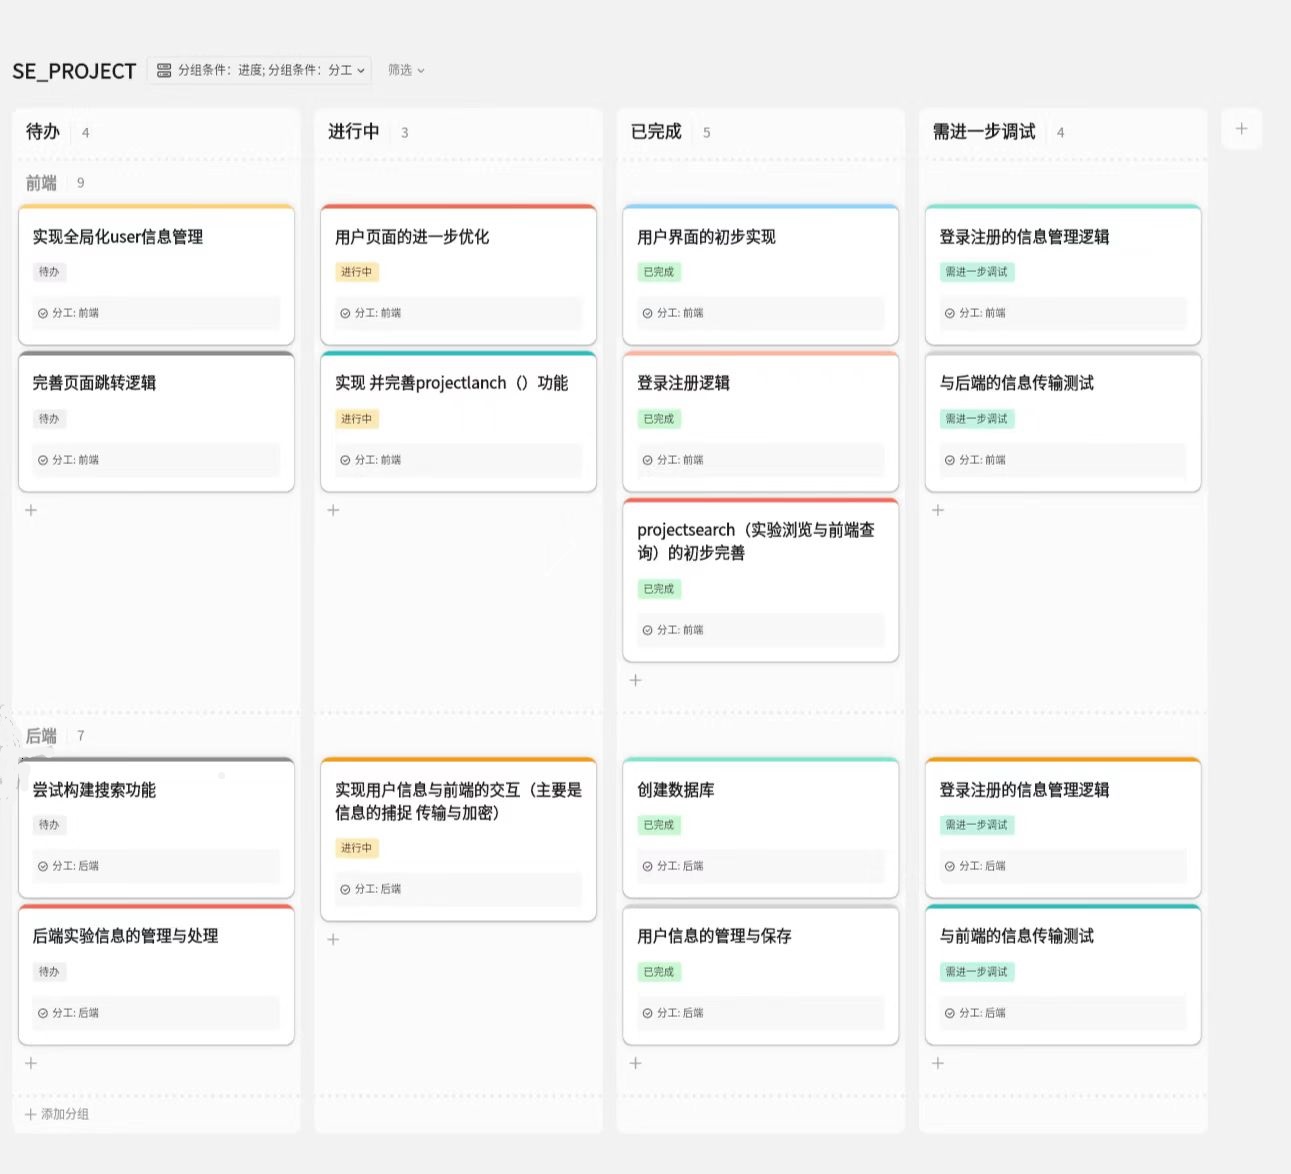 SE_PROJECT 分组条件：进度; 分组条件：分工 筛选
待办 4 进行中 3 已完成 5 需进一步调试 4
前端 9
实现全局化user信息管理
待办
分工: 前端
用户页面的进一步优化
进行中
分工: 前端
用户界面的初步实现
已完成
分工: 前端
登录注册的信息管理逻辑
需进一步调试
分工: 前端
完善页面跳转逻辑
待办
分工: 前端
实现 并完善projectlanch（）功能
进行中
分工: 前端
登录注册逻辑
已完成
分工: 前端
与后端的信息传输测试
需进一步调试
分工: 前端
projectsearch（实验浏览与前端查
询）的初步完善
已完成
分工: 前端
后端 7
尝试构建搜索功能
待办
分工: 后端
实现用户信息与前端的交互（主要是
信息的捕捉 传输与加密）
进行中
分工: 后端
创建数据库
已完成
分工: 后端
登录注册的信息管理逻辑
需进一步调试
分工: 后端
后端实验信息的管理与处理
待办
分工: 后端
用户信息的管理与保存
已完成
分工: 后端
与前端的信息传输测试
需进一步调试
分工: 后端
添加分组